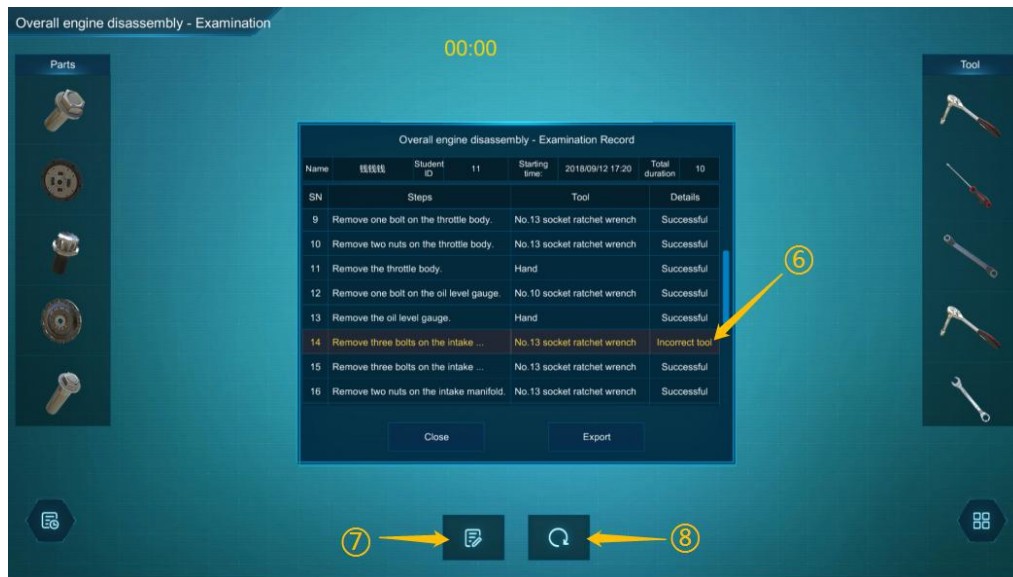 Overall engine disassembly - Examination
00:00
Parts
Tool
Overall engine disassembly - Examination Record
Name 栈栈栈 Student ID 11 Starting time: 2018/09/12 17:20 Total duration 10
SN Steps Tool Details
9 Remove one bolt on the throttle body. No.13 socket ratchet wrench Successful
10 Remove two nuts on the throttle body. No.13 socket ratchet wrench Successful
11 Remove the throttle body. Hand Successful
12 Remove one bolt on the oil level gauge. No.10 socket ratchet wrench Successful
13 Remove the oil level gauge. Hand Successful
14 Remove three bolts on the intake ... No.13 socket ratchet wrench Incorrect tool
15 Remove three bolts on the intake ... No.13 socket ratchet wrench Successful
16 Remove two nuts on the intake manifold. No.13 socket ratchet wrench Successful
Close Export
⑥
⑦
⑧